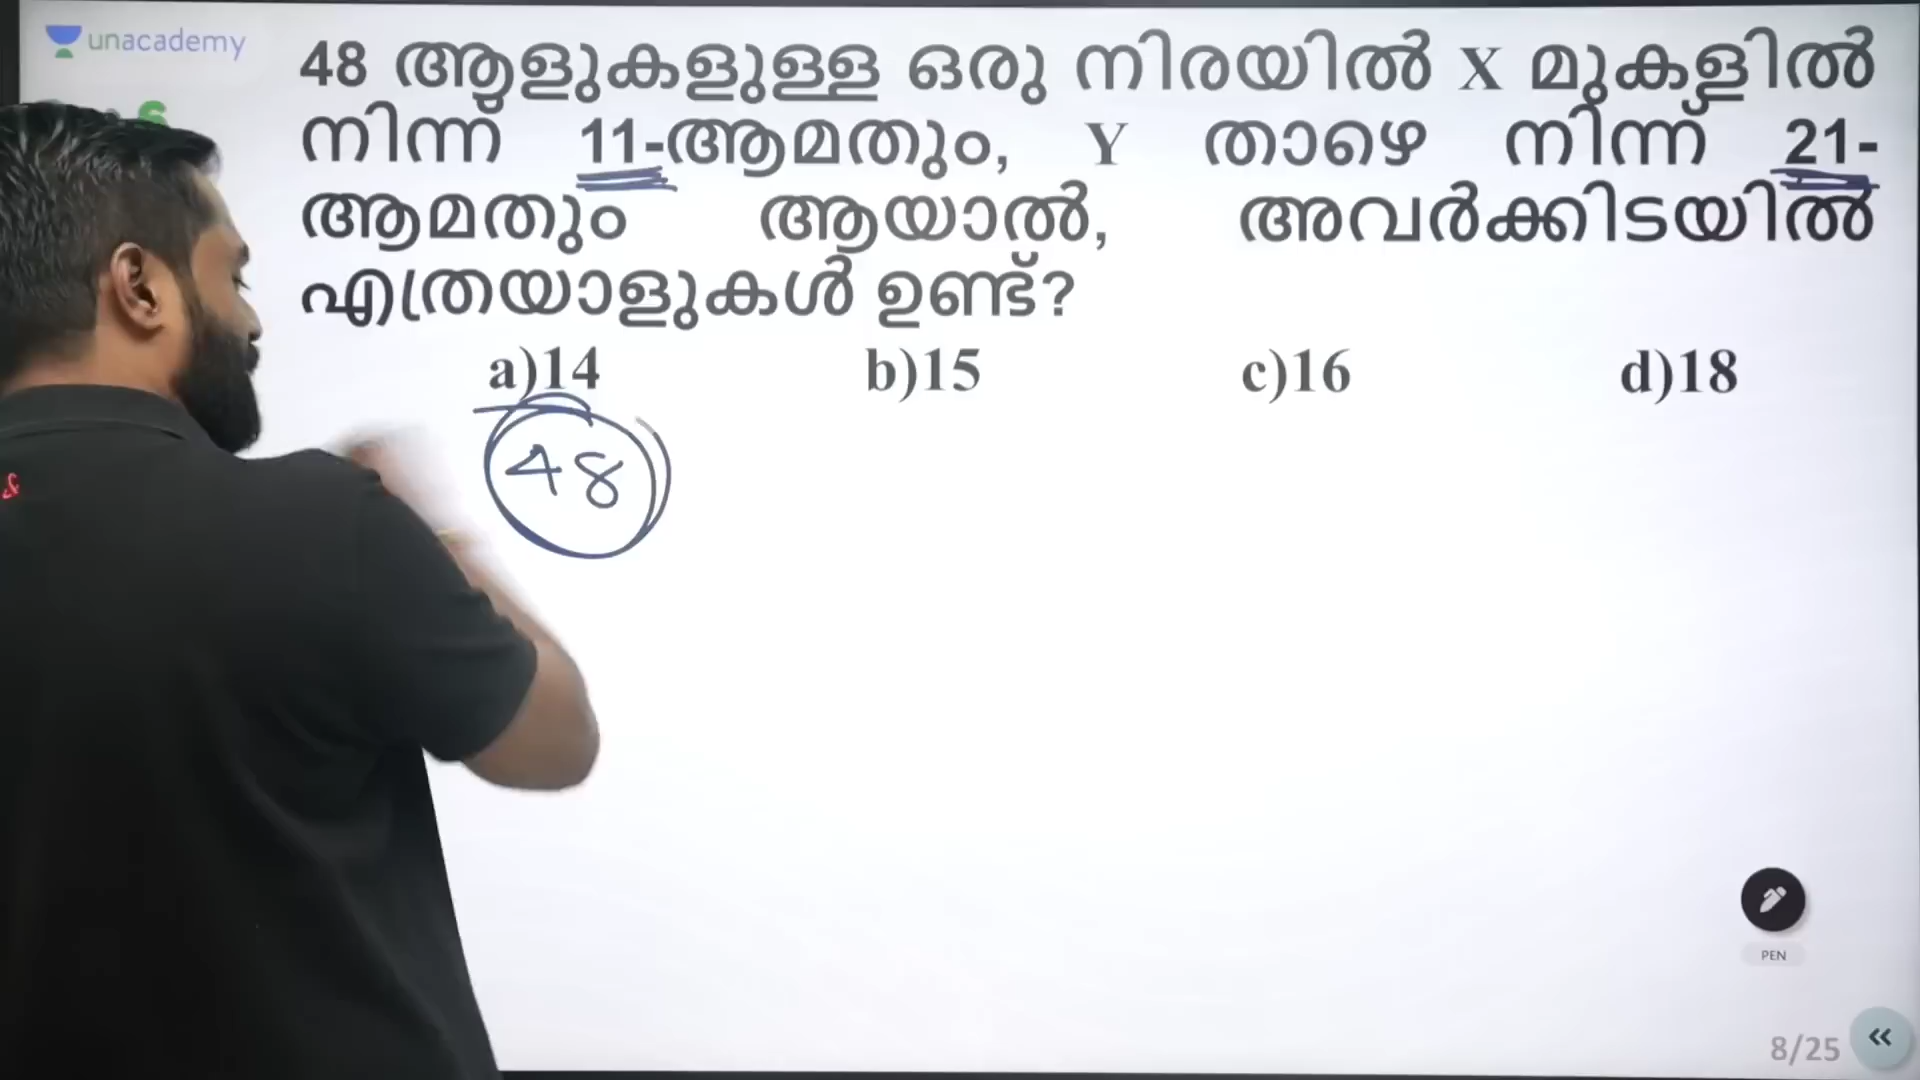 unacademy
48 ആളുകളുള്ള ഒരു നിരയിൽ X മുകളിൽ
നിന്ന് 11-ആമതും, Y താഴെ നിന്ന് 21-
ആമതും ആയാൽ, അവർക്കിടയിൽ
എത്രയാളുകൾ ഉണ്ട്?
a)14 b)15 c)16 d)18
48
PEN
8/25